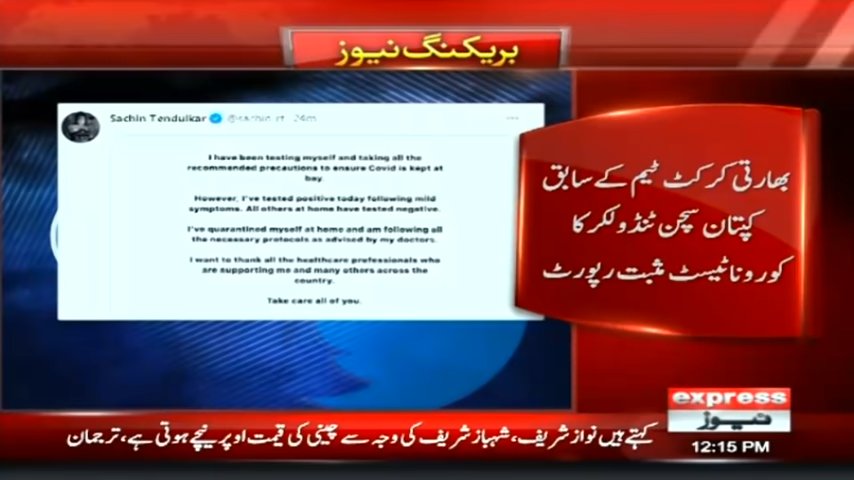 بریکنگ نیوز
Sachin Tendulkar @sachin_rt · 24m
I have been testing myself and taking all the
recommended precautions to ensure Covid is kept at
bay.
However, I've tested positive today following mild
symptoms. All others at home have tested negative.
I've quarantined myself at home and am following all
the necessary protocols as advised by my doctors.
I want to thank all the healthcare professionals who
are supporting me and many others across the
country.
Take care all of you.
بھارتی کرکٹ ٹیم کے سابق
کپتان سچن ٹنڈولکر کا
کورونا ٹیسٹ مثبت رپورٹ
express
نیوز
12:15 PM
کہتے ہیں نواز شریف، شہباز شریف کی وجہ سے چینی کی قیمت اوپر نیچے ہوتی ہے، ترجمان